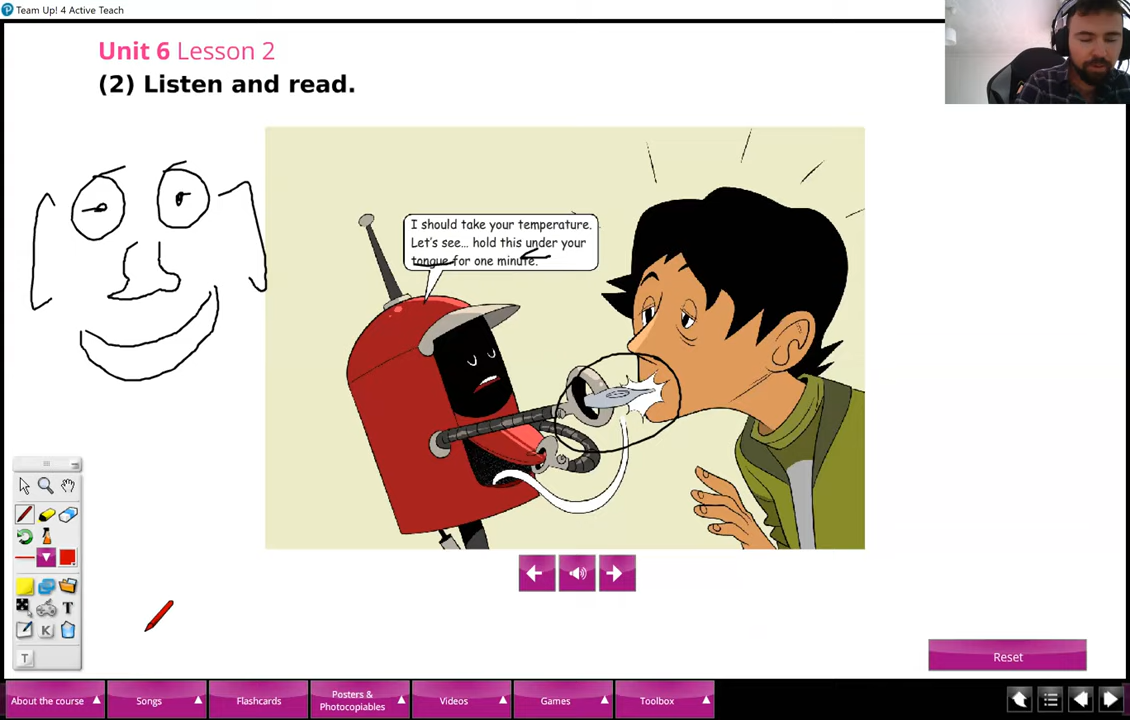 Team Up! 4 Active Teach
Unit 6 Lesson 2
(2) Listen and read.
I should take your temperature.
Let's see... hold this under your
tongue for one minute.
T
K
T
Reset
About the course
Songs
Flashcards
Posters &
Photocopiables
Videos
Games
Toolbox